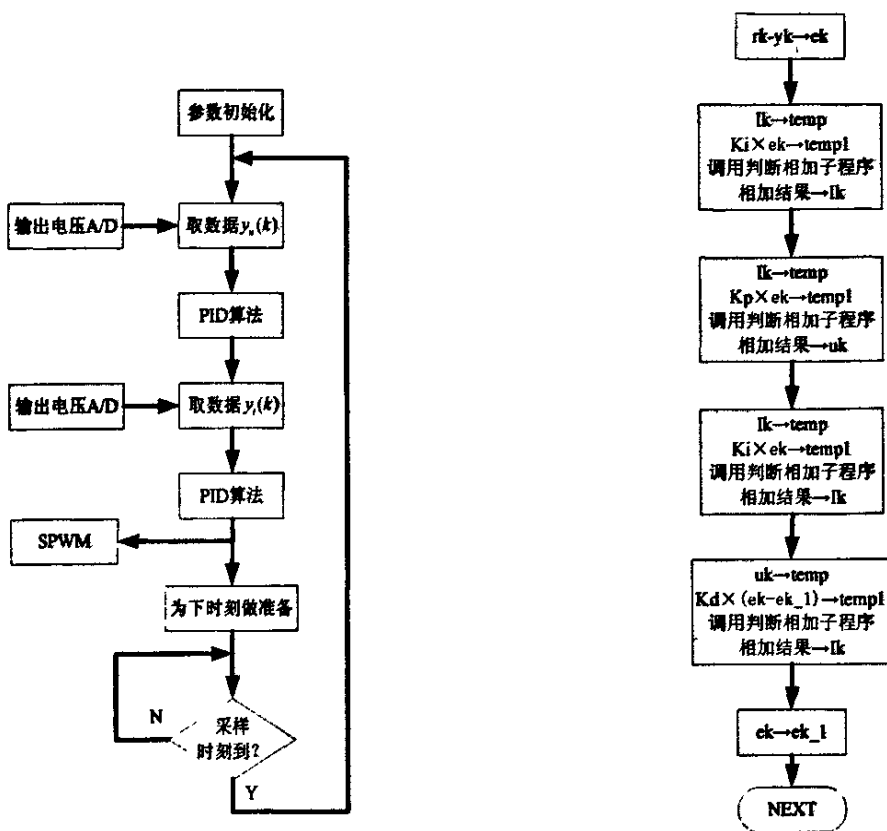 参数初始化
输出电压A/D
取数据yᵤ(k)
PID算法
输出电压A/D
取数据yᵢ(k)
PID算法
SPWM
为下时刻做准备
N
采样
时刻到?
Y
rk-yk→ek
Ik→temp
Ki×ek→temp1
调用判断相加子程序
相加结果→Ik
Ik→temp
Kp×ek→temp1
调用判断相加子程序
相加结果→uk
Ik→temp
Ki×ek→temp1
调用判断相加子程序
相加结果→Ik
uk→temp
Kd×(ek-ek_1)→temp1
调用判断相加子程序
相加结果→Ik
ek→ek_1
NEXT